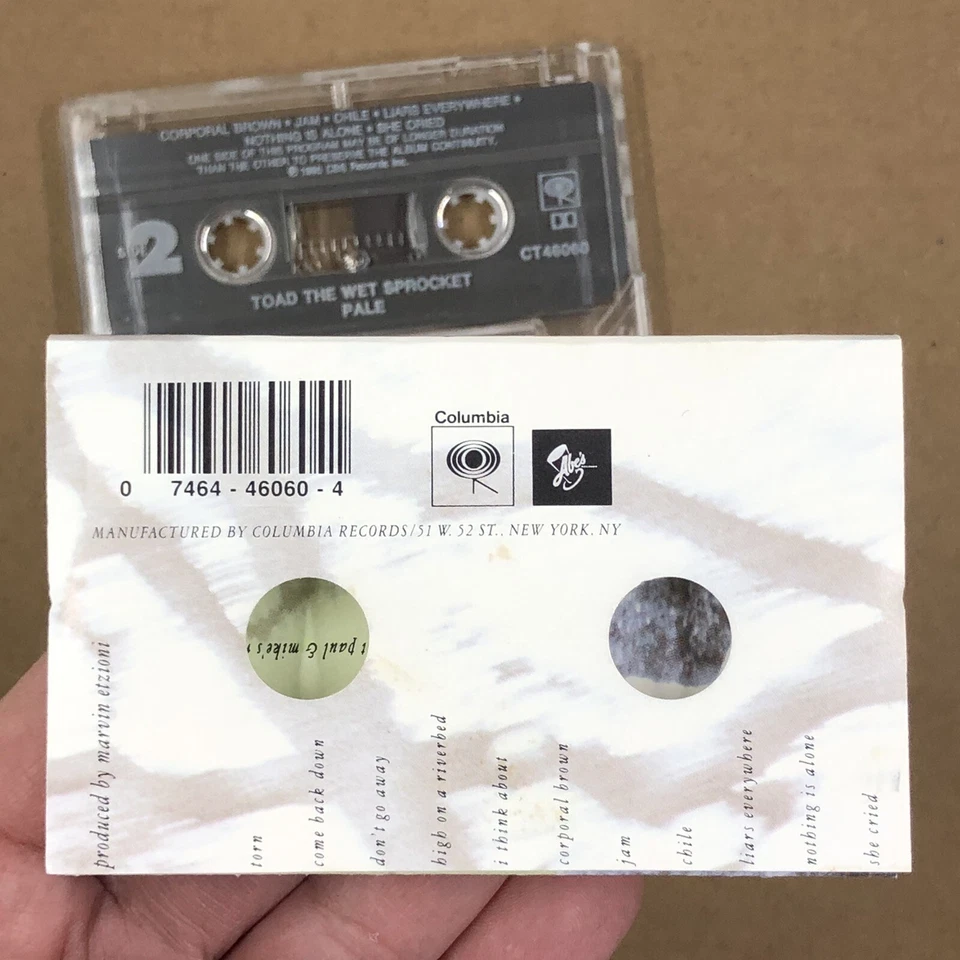 CORPORAL BROWN • JAM • CHILE • LIARS EVERYWHERE •
NOTHING IS ALONE • SHE CRIED
ONE SIDE OF THIS PROGRAM MAY BE OF LONGER DURATION
THAN THE OTHER TO PRESERVE THE ALBUM CONTINUITY.
CBS Records Inc.
2
CT46060
TOAD THE WET SPROCKET
PALE
0 7464 - 46060 - 4
Columbia
Abe's
MANUFACTURED BY COLUMBIA RECORDS/51 W. 52 ST., NEW YORK, NY
t paul & mike's
produced by marvin etzioni
torn
come back down
don't go away
high on a riverbed
i think about
corporal brown
jam
chile
liars everywhere
nothing is alone
she cried